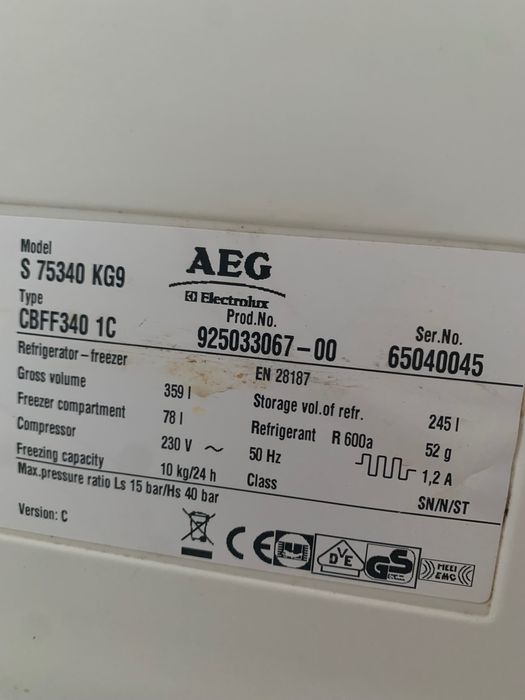 Model
S 75340 KG9
Type
CBFF340 1C
AEG
Electrolux
Prod.No.
925033067-00
Ser.No.
65040045
Refrigerator-freezer
EN 28187
Gross volume 359 l Storage vol.of refr. 245 l
Freezer compartment 78 l Refrigerant R 600a 52 g
Compressor 230 V ~ 50 Hz 1,2 A
Freezing capacity 10 kg/24 h Class SN/N/ST
Max.pressure ratio Ls 15 bar/Hs 40 bar
Version: C
CE DVE GS MEEI EMC